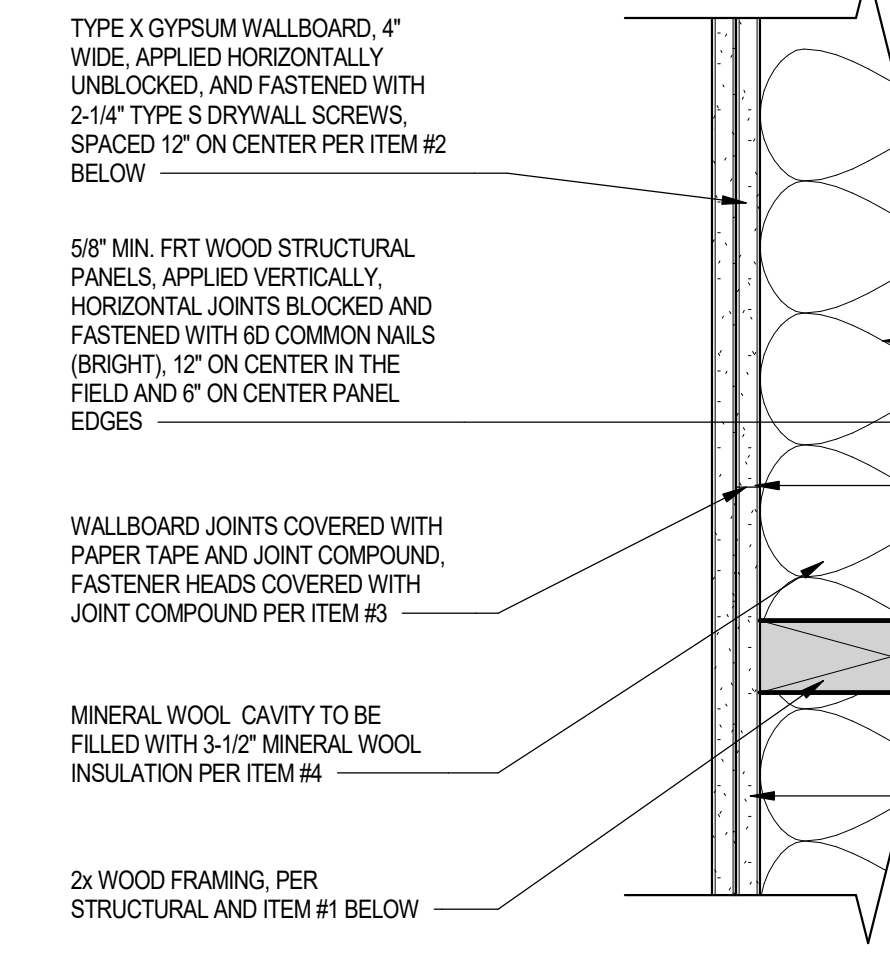 TYPE X GYPSUM WALLBOARD, 4"
WIDE, APPLIED HORIZONTALLY
UNBLOCKED, AND FASTENED WITH
2-1/4" TYPE S DRYWALL SCREWS,
SPACED 12" ON CENTER PER ITEM #2
BELOW
5/8" MIN. FRT WOOD STRUCTURAL
PANELS, APPLIED VERTICALLY,
HORIZONTAL JOINTS BLOCKED AND
FASTENED WITH 6D COMMON NAILS
(BRIGHT), 12" ON CENTER IN THE
FIELD AND 6" ON CENTER PANEL
EDGES
WALLBOARD JOINTS COVERED WITH
PAPER TAPE AND JOINT COMPOUND,
FASTENER HEADS COVERED WITH
JOINT COMPOUND PER ITEM #3
MINERAL WOOL CAVITY TO BE
FILLED WITH 3-1/2" MINERAL WOOL
INSULATION PER ITEM #4
2x WOOD FRAMING, PER
STRUCTURAL AND ITEM #1 BELOW